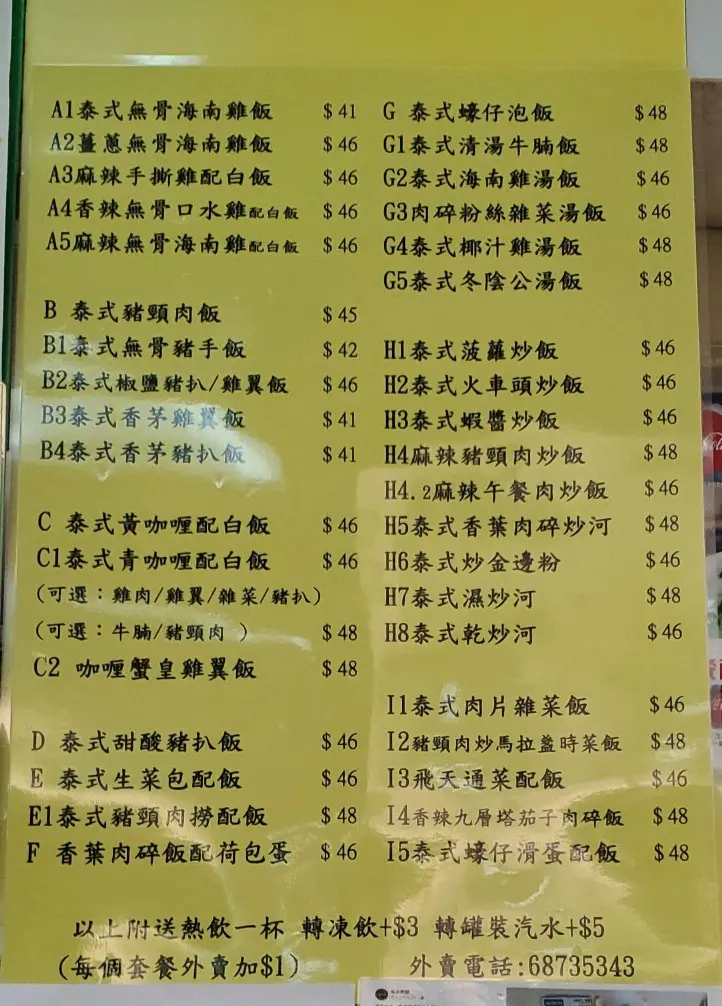 A1泰式無骨海南雞飯 $41
A2薑蔥無骨海南雞飯 $46
A3麻辣手撕雞配白飯 $46
A4香辣無骨口水雞配白飯 $46
A5麻辣無骨海南雞配白飯 $46
B 泰式豬頸肉飯 $45
B1泰式無骨豬手飯 $42
B2泰式椒鹽豬扒/雞翼飯 $46
B3泰式香茅雞翼飯 $41
B4泰式香茅豬扒飯 $41
C 泰式黃咖喱配白飯 $46
C1泰式青咖喱配白飯 $46
(可選：雞肉/雞翼/雜菜/豬扒)
(可選：牛腩/豬頸肉 ) $48
C2 咖喱蟹皇雞翼飯 $48
D 泰式甜酸豬扒飯 $46
E 泰式生菜包配飯 $46
E1泰式豬頸肉撈配飯 $48
F 香葉肉碎飯配荷包蛋 $46
G 泰式蠔仔泡飯 $48
G1泰式清湯牛腩飯 $48
G2泰式海南雞湯飯 $46
G3肉碎粉絲雜菜湯飯 $46
G4泰式椰汁雞湯飯 $48
G5泰式冬陰公湯飯 $48
H1泰式菠蘿炒飯 $46
H2泰式火車頭炒飯 $46
H3泰式蝦醬炒飯 $46
H4麻辣豬頸肉炒飯 $48
H4.2麻辣午餐肉炒飯 $46
H5泰式香葉肉碎炒河 $48
H6泰式炒金邊粉 $46
H7泰式濕炒河 $48
H8泰式乾炒河 $46
I1泰式肉片雜菜飯 $46
I2豬頸肉炒馬拉盞時菜飯 $48
I3飛天通菜配飯 $46
I4香辣九層塔茄子肉碎飯 $48
I5泰式蠔仔滑蛋配飯 $48
以上附送熱飲一杯 轉凍飲+$3 轉罐裝汽水+$5
(每個套餐外賣加$1) 外賣電話:68735343